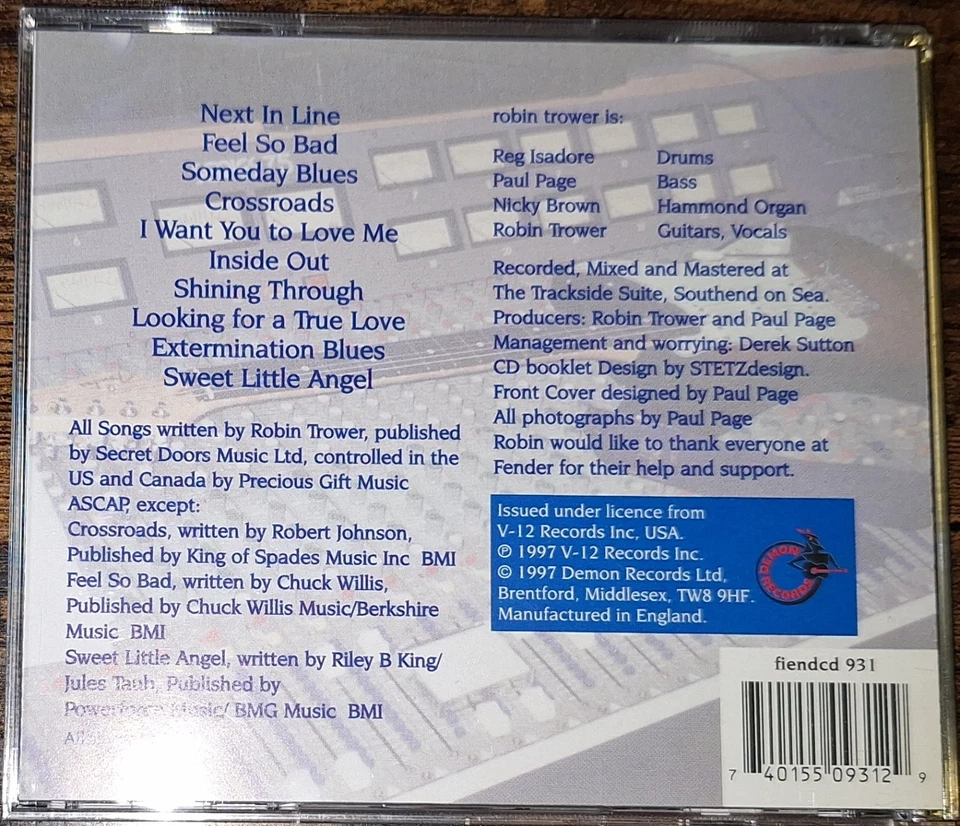 Next In Line
Feel So Bad
Someday Blues
Crossroads
I Want You to Love Me
Inside Out
Shining Through
Looking for a True Love
Extermination Blues
Sweet Little Angel
All Songs written by Robin Trower, published
by Secret Doors Music Ltd, controlled in the
US and Canada by Precious Gift Music
ASCAP, except:
Crossroads, written by Robert Johnson,
Published by King of Spades Music Inc BMI
Feel So Bad, written by Chuck Willis,
Published by Chuck Willis Music/Berkshire
Music BMI
Sweet Little Angel, written by Riley B King/
Jules Taub, Published by
Music/ BMG Music BMI
robin trower is:
Reg Isadore Drums
Paul Page Bass
Nicky Brown Hammond Organ
Robin Trower Guitars, Vocals
Recorded, Mixed and Mastered at
The Trackside Suite, Southend on Sea.
Producers: Robin Trower and Paul Page
Management and worrying: Derek Sutton
CD booklet Design by STETZdesign.
Front Cover designed by Paul Page
All photographs by Paul Page
Robin would like to thank everyone at
Fender for their help and support.
Issued under licence from
V-12 Records Inc, USA.
℗ 1997 V-12 Records Inc.
© 1997 Demon Records Ltd,
Brentford, Middlesex, TW8 9HF.
Manufactured in England.
DEMON RECORDS
fiendcd 931
7 40155 09312 9